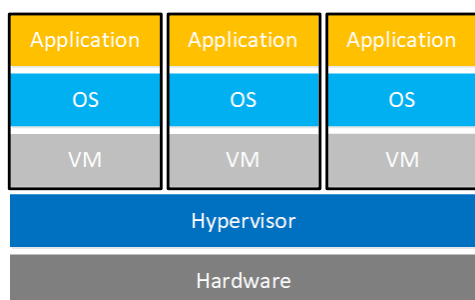 Application Application Application
OS OS OS
VM VM VM
Hypervisor
Hardware